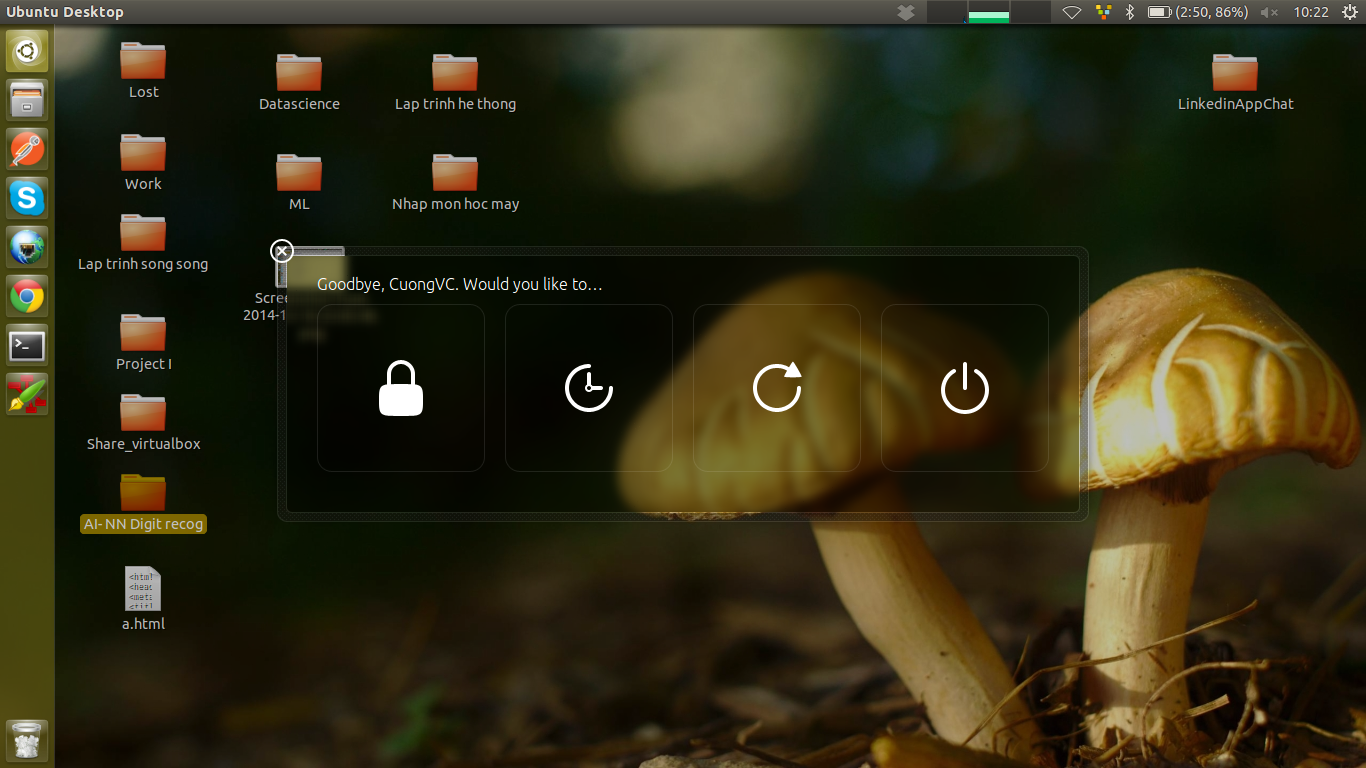 Ubuntu Desktop
(2:50, 86%)
10:22
Lost
Datascience
Lap trinh he thong
LinkedinAppChat
Work
ML
Nhap mon hoc may
Lap trinh song song
Goodbye, CuongVC. Would you like to...
Scree
2014-1
Project I
Share_virtualbox
AI- NN Digit recog
<html
<head
<meta
<titl
a.html